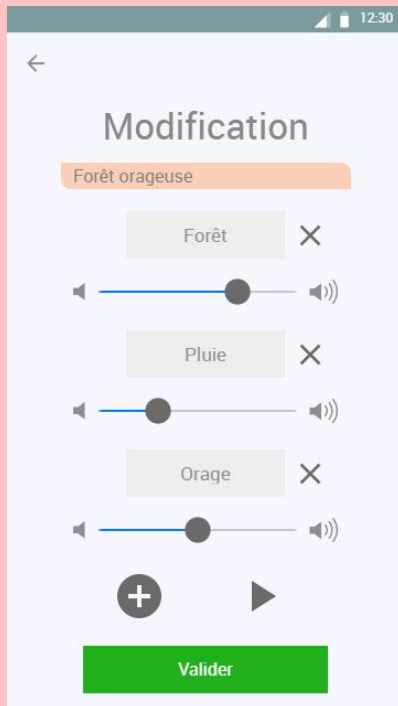 12:30
Modification
Forêt orageuse
Forêt
Pluie
Orage
Valider